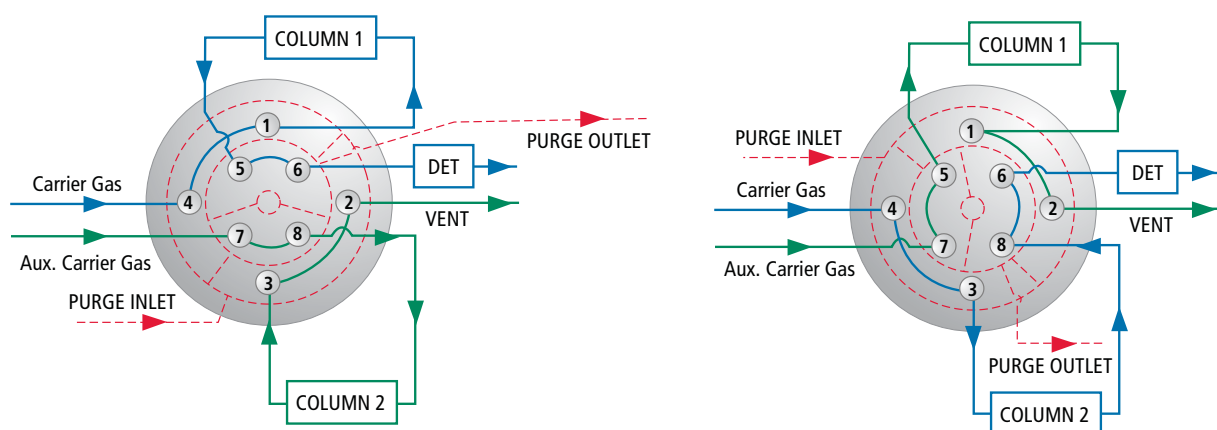 COLUMN 1
1
PURGE OUTLET
5
6
DET
Carrier Gas
4
2
VENT
7
8
Aux. Carrier Gas
3
PURGE INLET
COLUMN 2
COLUMN 1
PURGE INLET
1
5
6
DET
Carrier Gas
4
2
VENT
7
8
Aux. Carrier Gas
3
PURGE OUTLET
COLUMN 2